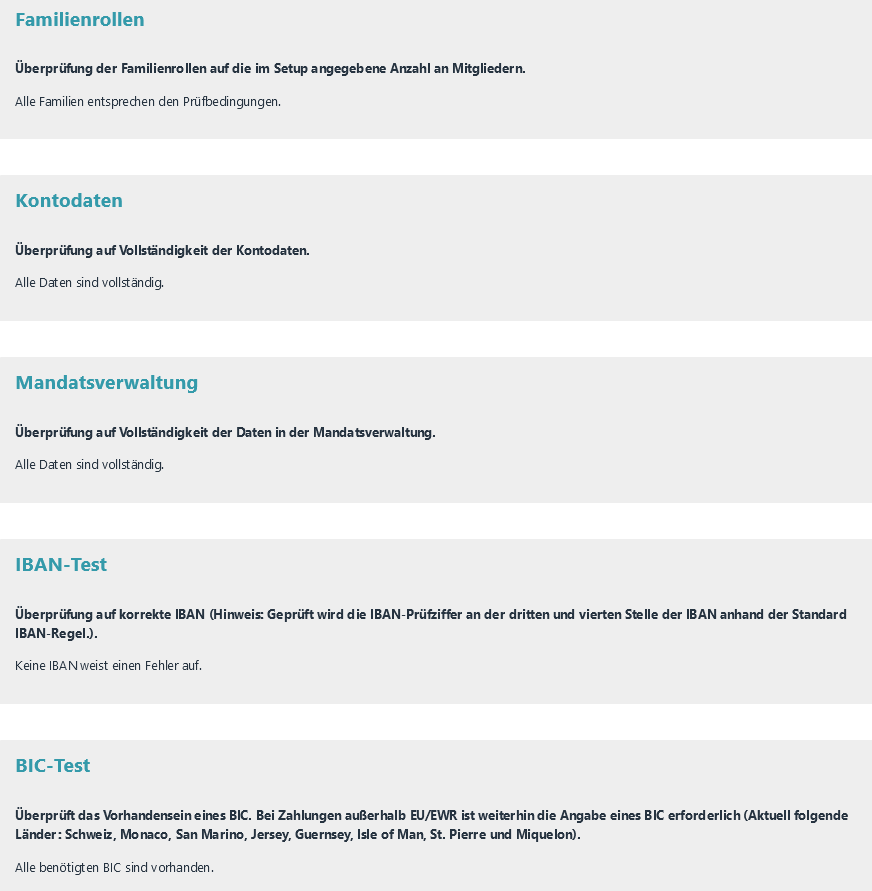 Familienrollen
Überprüfung der Familienrollen auf die im Setup angegebene Anzahl an Mitgliedern.
Alle Familien entsprechen den Prüfbedingungen.
Kontodaten
Überprüfung auf Vollständigkeit der Kontodaten.
Alle Daten sind vollständig.
Mandatsverwaltung
Überprüfung auf Vollständigkeit der Daten in der Mandatsverwaltung.
Alle Daten sind vollständig.
IBAN-Test
Überprüfung auf korrekte IBAN (Hinweis: Geprüft wird die IBAN-Prüfziffer an der dritten und vierten Stelle der IBAN anhand der Standard
IBAN-Regel.).
Keine IBAN weist einen Fehler auf.
BIC-Test
Überprüft das Vorhandensein eines BIC. Bei Zahlungen außerhalb EU/EWR ist weiterhin die Angabe eines BIC erforderlich (Aktuell folgende
Länder: Schweiz, Monaco, San Marino, Jersey, Guernsey, Isle of Man, St. Pierre und Miquelon).
Alle benötigten BIC sind vorhanden.